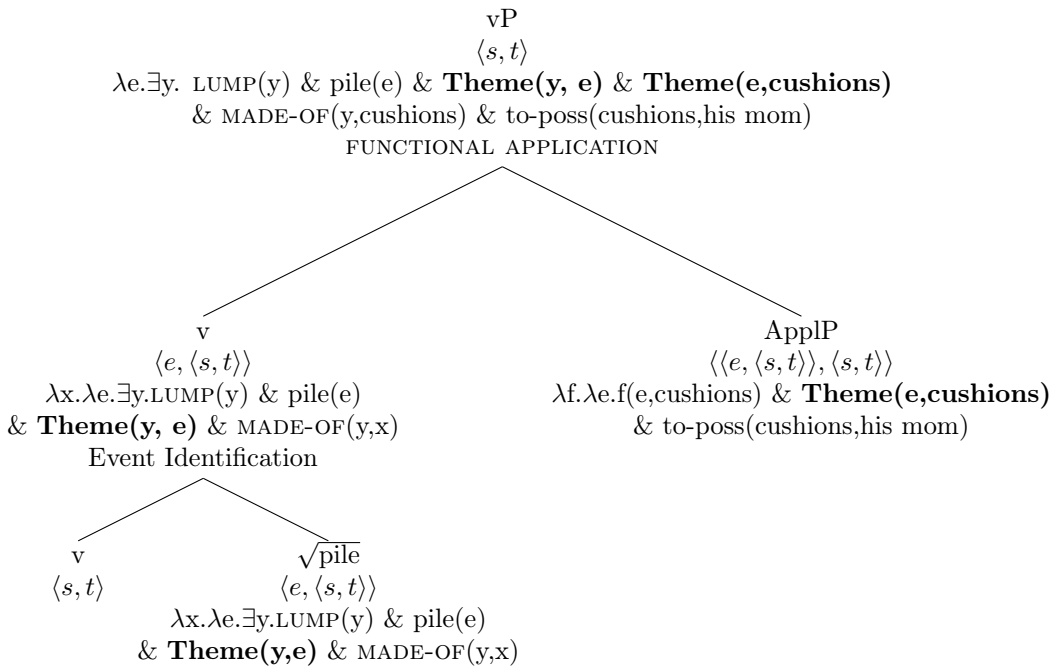 vP
⟨s, t⟩
λe.∃y. LUMP(y) & pile(e) & Theme(y, e) & Theme(e,cushions)
& MADE-OF(y,cushions) & to-poss(cushions,his mom)
FUNCTIONAL APPLICATION
v
⟨e, ⟨s, t⟩⟩
λx.λe.∃y.LUMP(y) & pile(e)
& Theme(y, e) & MADE-OF(y,x)
Event Identification
ApplP
⟨⟨e, ⟨s, t⟩⟩, ⟨s, t⟩⟩
λf.λe.f(e,cushions) & Theme(e,cushions)
& to-poss(cushions,his mom)
v
⟨s, t⟩
√pile
⟨e, ⟨s, t⟩⟩
λx.λe.∃y.LUMP(y) & pile(e)
& Theme(y,e) & MADE-OF(y,x)